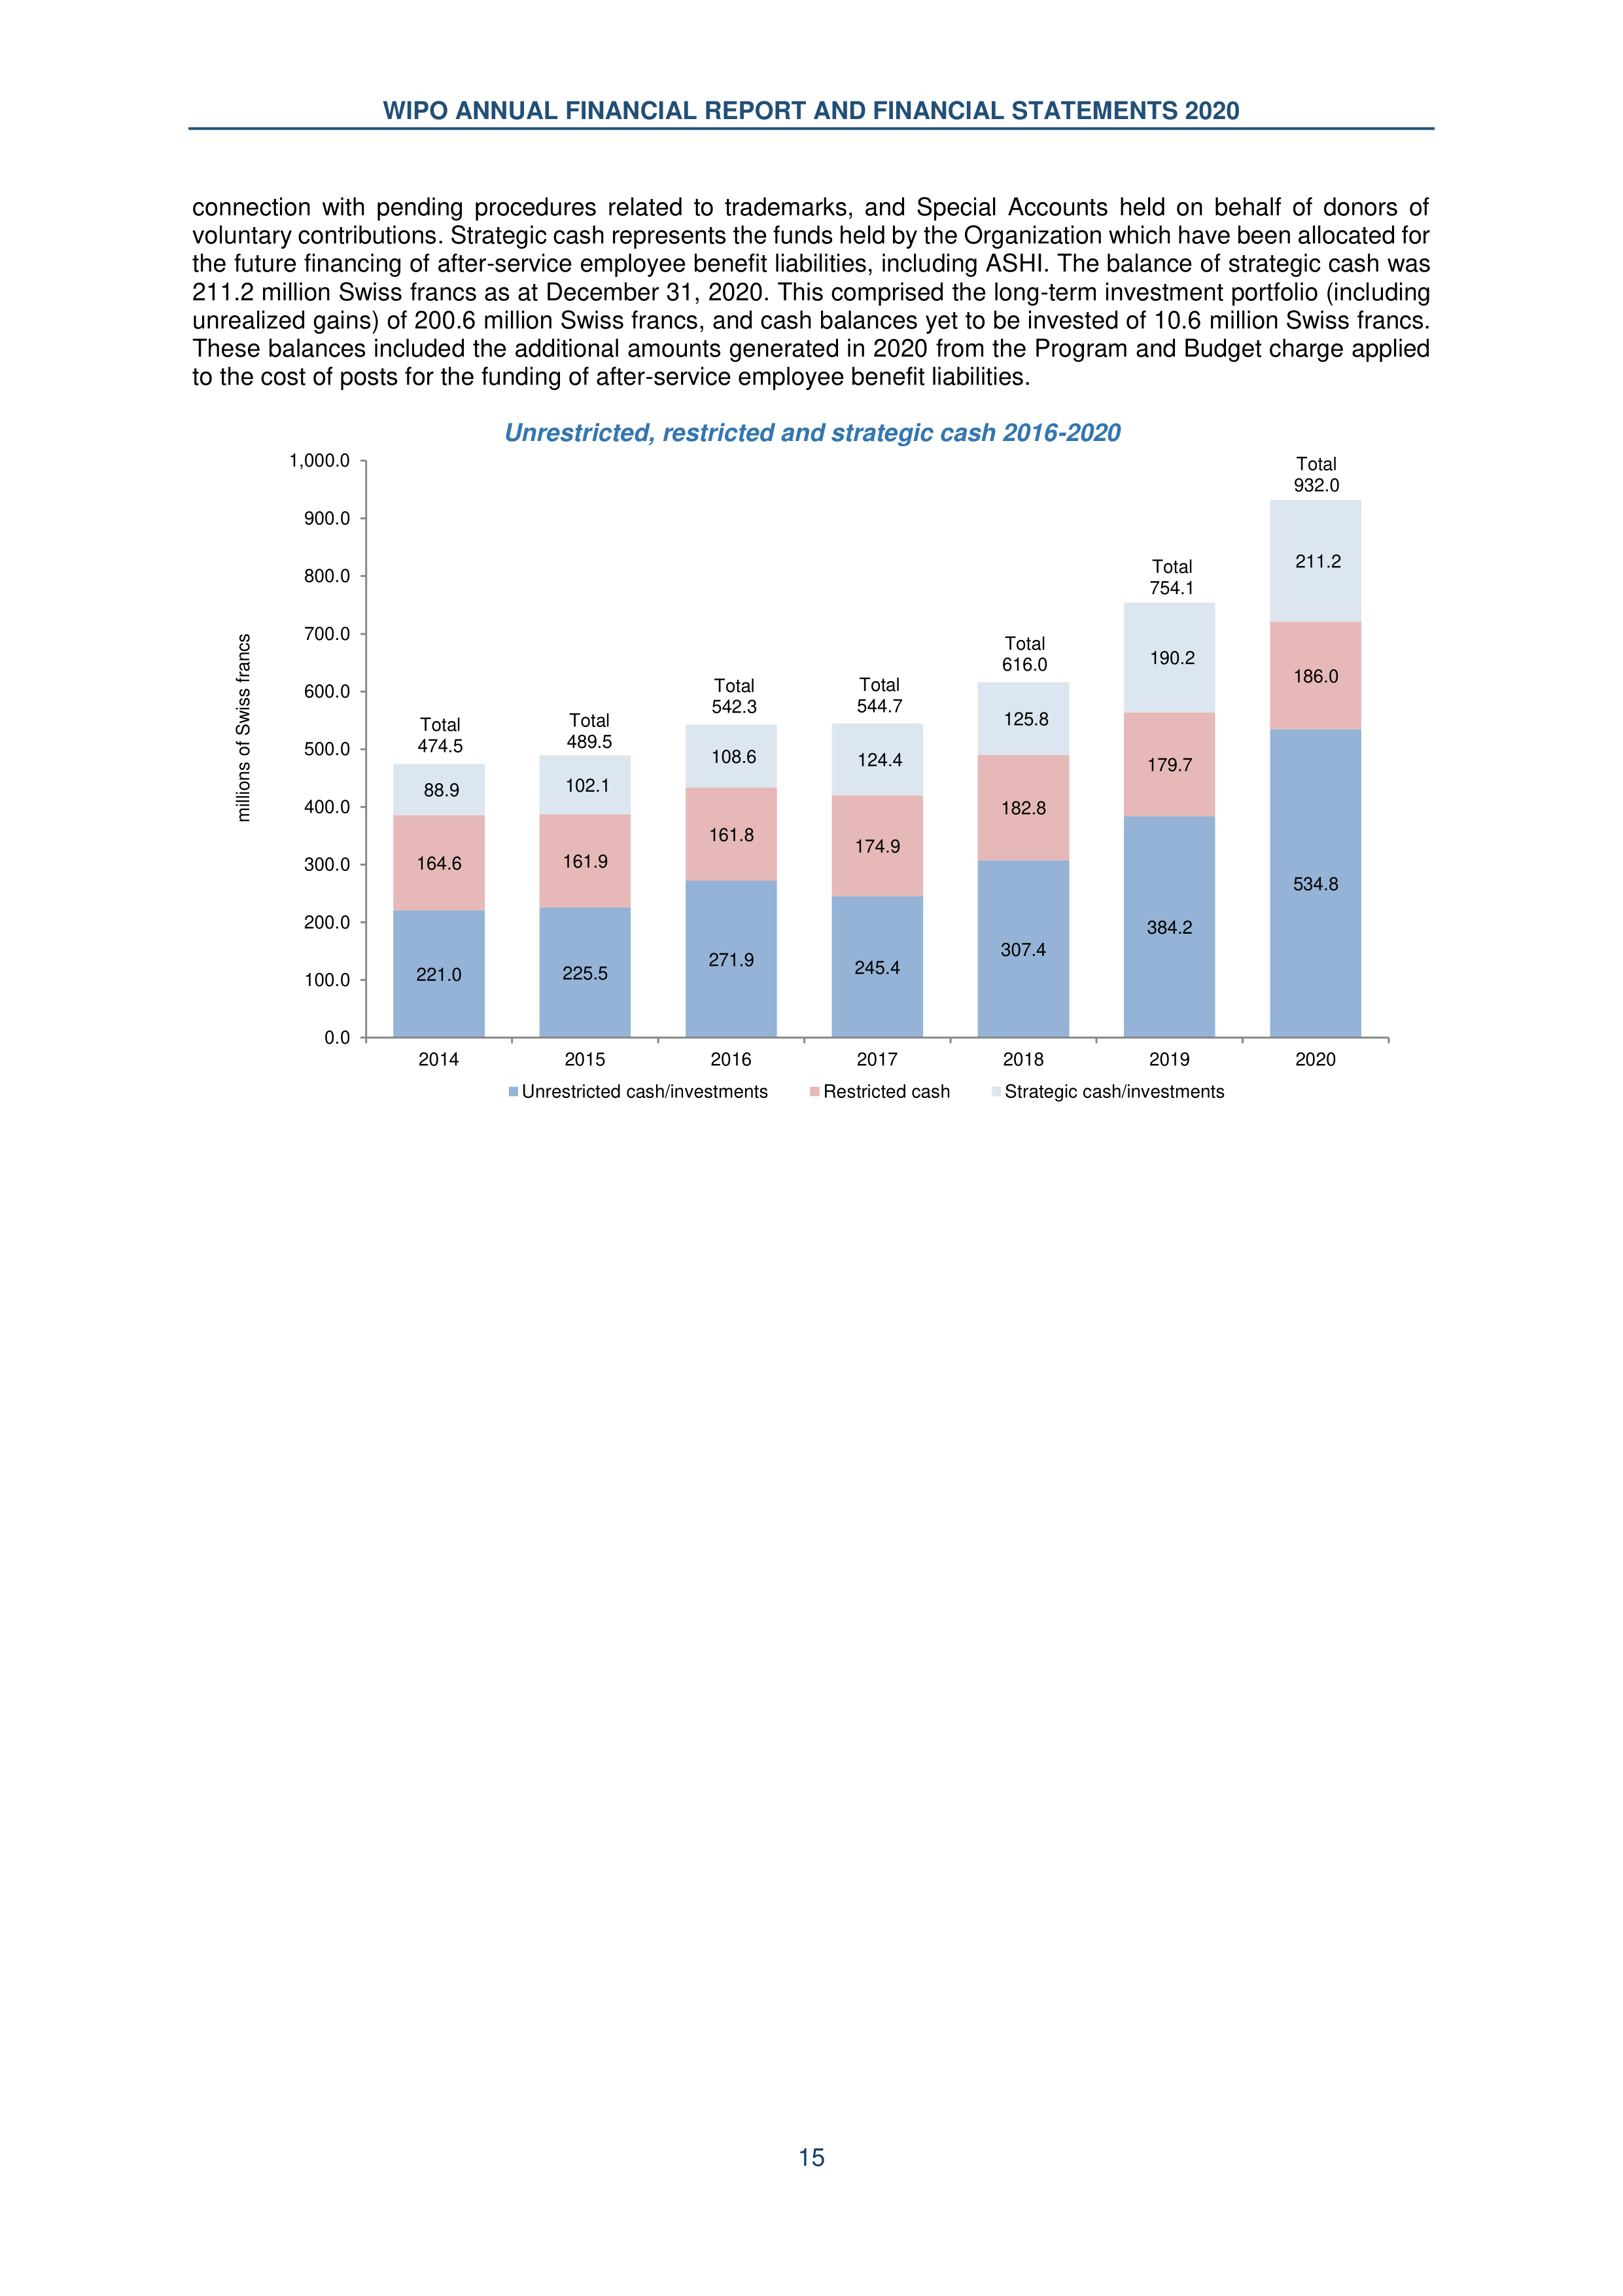 WIPO ANNUAL FINANCIAL REPORT AND FINANCIAL STATEMENTS 2020
connection with pending procedures related to trademarks, and Special Accounts held on behalf of donors of
voluntary contributions. Strategic cash represents the funds held by the Organization which have been allocated for
the future financing of after-service employee benefit liabilities, including ASHI. The balance of strategic cash was
211.2 million Swiss francs as at December 31, 2020. This comprised the long-term investment portfolio (including
unrealized gains) of 200.6 million Swiss francs, and cash balances yet to be invested of 10.6 million Swiss francs.
These balances included the additional amounts generated in 2020 from the Program and Budget charge applied
to the cost of posts for the funding of after-service employee benefit liabilities.
Unrestricted, restricted and strategic cash 2016-2020
millions of Swiss francs
1,000.0
900.0
800.0
700.0
600.0
500.0
400.0
300.0
200.0
100.0
0.0
Total
474.5
88.9
164.6
221.0
2014
Total
489.5
102.1
161.9
225.5
2015
Total
542.3
108.6
161.8
271.9
2016
Total
544.7
124.4
174.9
245.4
2017
Total
616.0
125.8
182.8
307.4
2018
Total
754.1
190.2
179.7
384.2
2019
Total
932.0
211.2
186.0
534.8
2020
Unrestricted cash/investments
Restricted cash
Strategic cash/investments
15